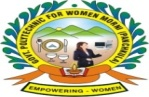 GOVT POLYTECHNIC FOR WOMEN MORNI (PANCHKULA)
EMPOWERING - WOMEN